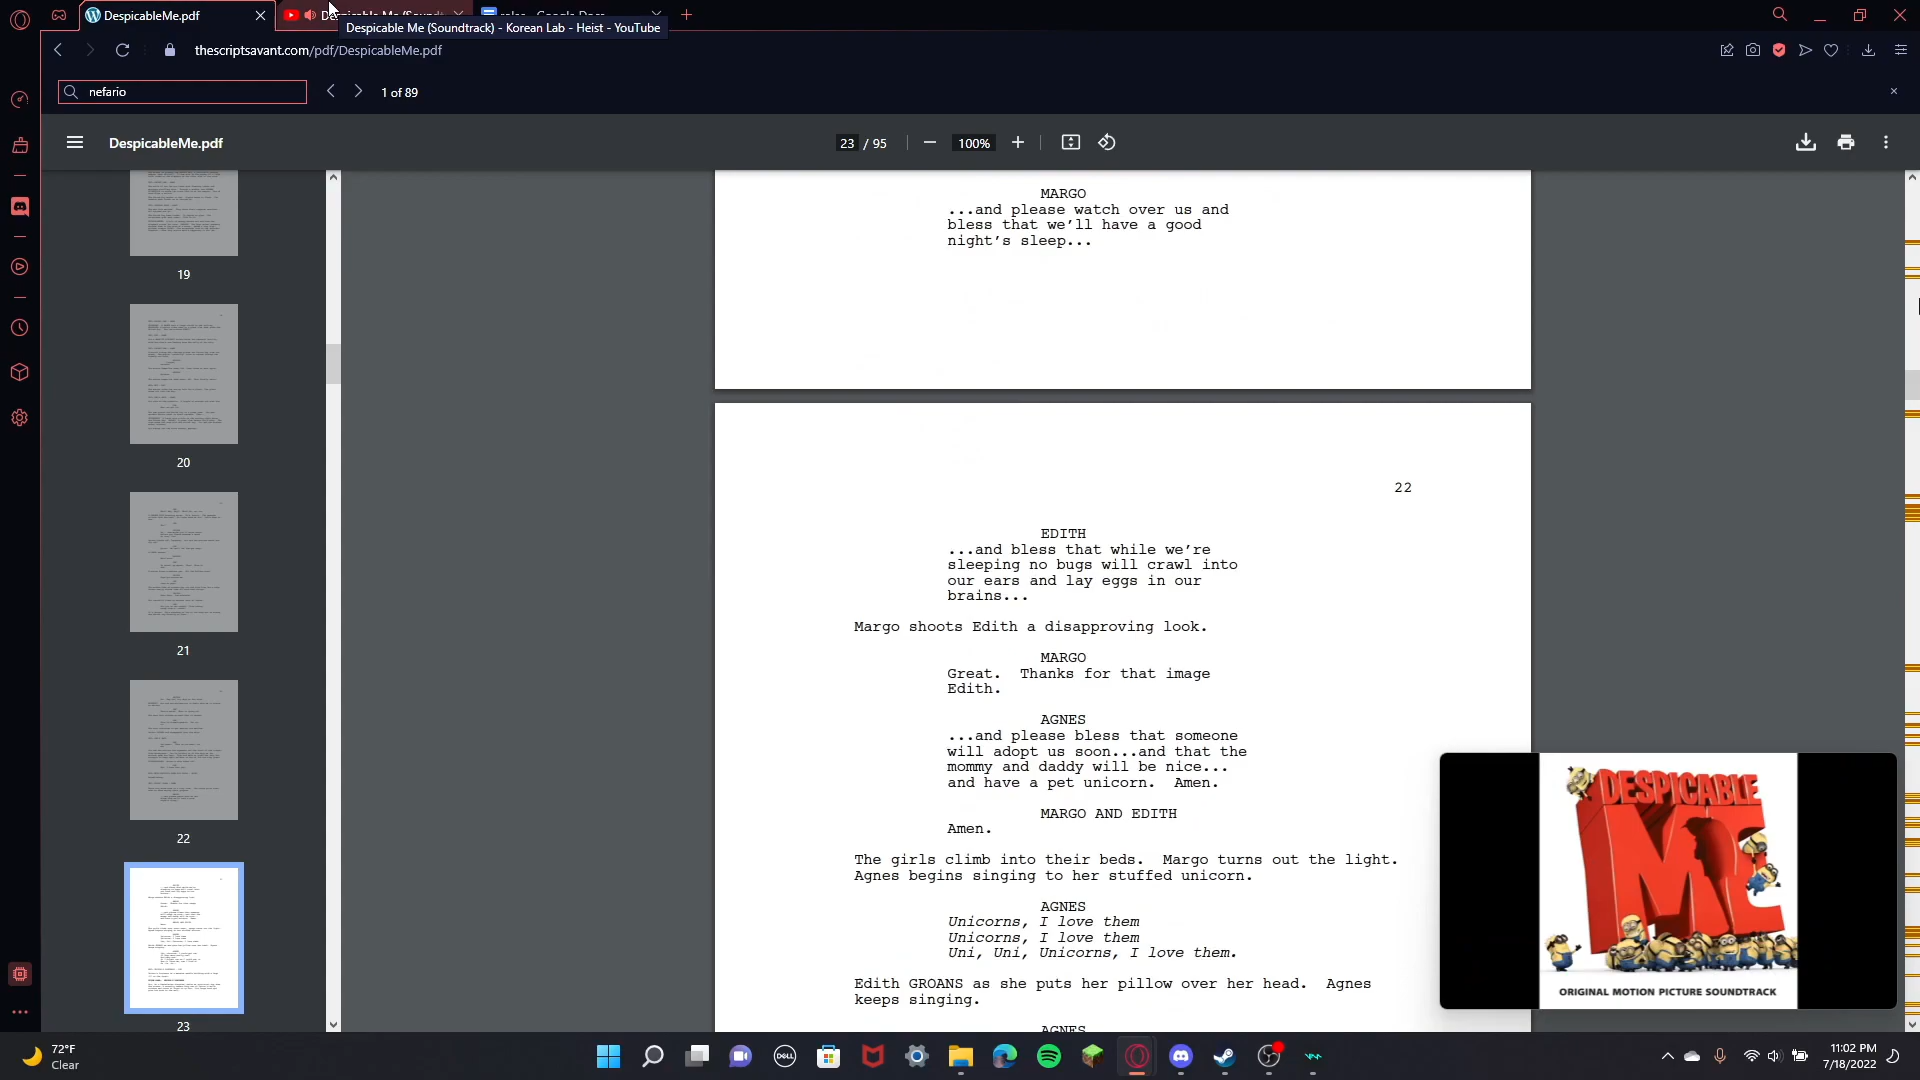 DespicableMe.pdf
Despicable Me (Soundtrack) - Korean Lab - Heist - YouTube
thescriptsavant.com/pdf/DespicableMe.pdf
nefario
1 of 89
DespicableMe.pdf
23 / 95
100%
19
20
21
22
23
MARGO
...and please watch over us and
bless that we'll have a good
night's sleep...
22
EDITH
...and bless that while we're
sleeping no bugs will crawl into
our ears and lay eggs in our
brains...
Margo shoots Edith a disapproving look.
MARGO
Great. Thanks for that image
Edith.
AGNES
...and please bless that someone
will adopt us soon...and that the
mommy and daddy will be nice...
and have a pet unicorn. Amen.
MARGO AND EDITH
Amen.
The girls climb into their beds. Margo turns out the light.
Agnes begins singing to her stuffed unicorn.
AGNES
Unicorns, I love them
Unicorns, I love them
Uni, Uni, Unicorns, I love them.
Edith GROANS as she puts her pillow over her head. Agnes
keeps singing.
AGNES
DESPICABLE
ME
ORIGINAL MOTION PICTURE SOUNDTRACK
72°F
Clear
DELL
11:02 PM
7/18/2022